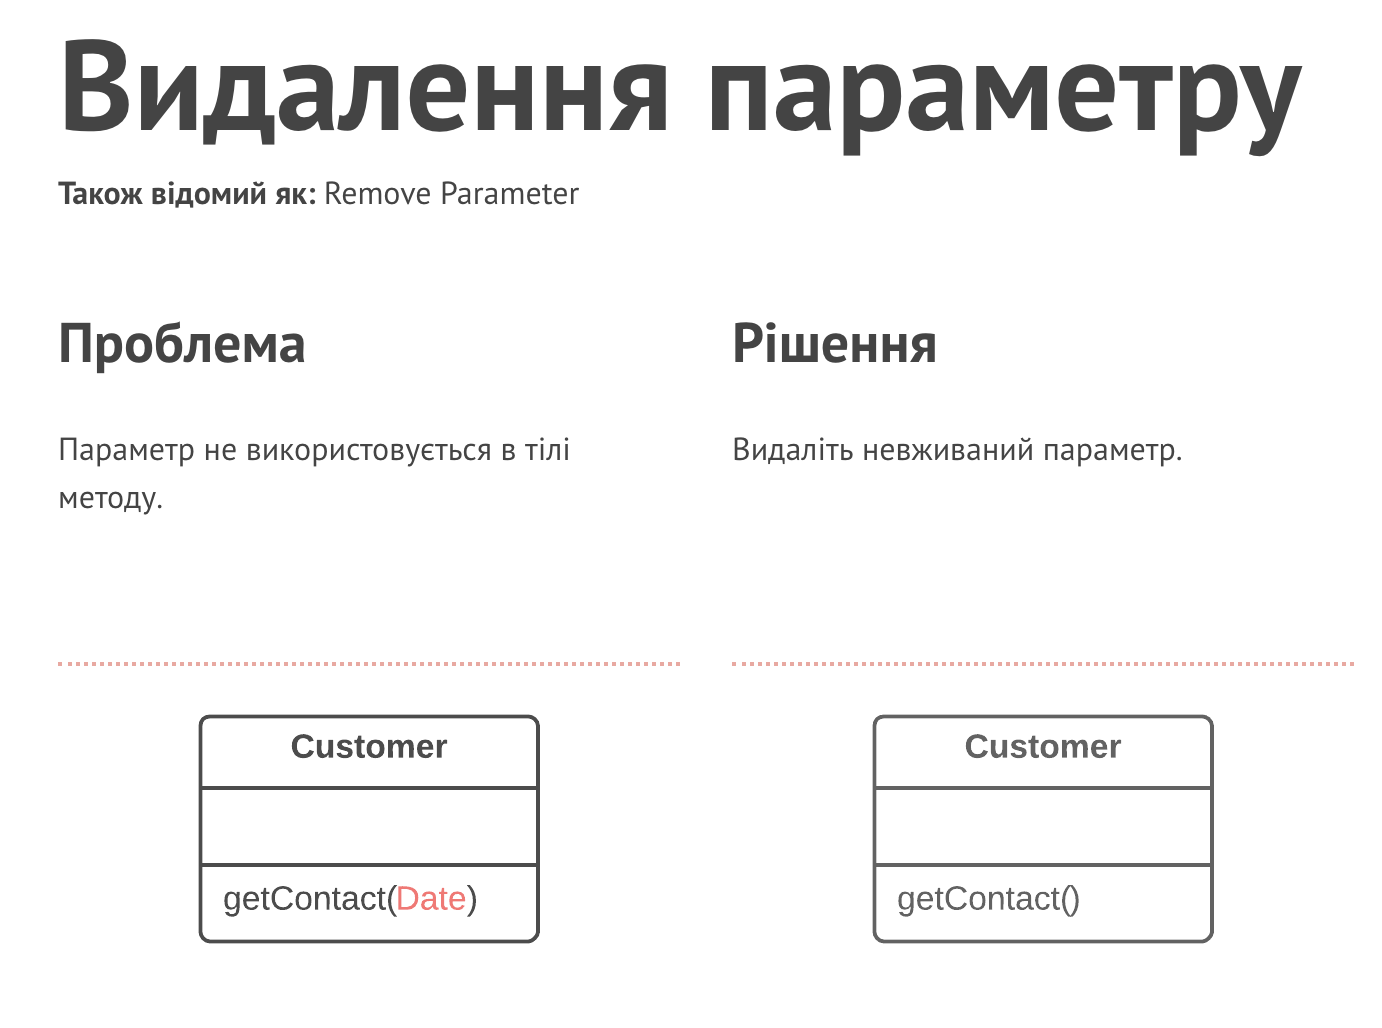 Видалення параметру
Також відомий як: Remove Parameter
Проблема
Параметр не використовується в тілі
методу.
Рішення
Видаліть невживаний параметр.
Customer
getContact(Date)
Customer
getContact()